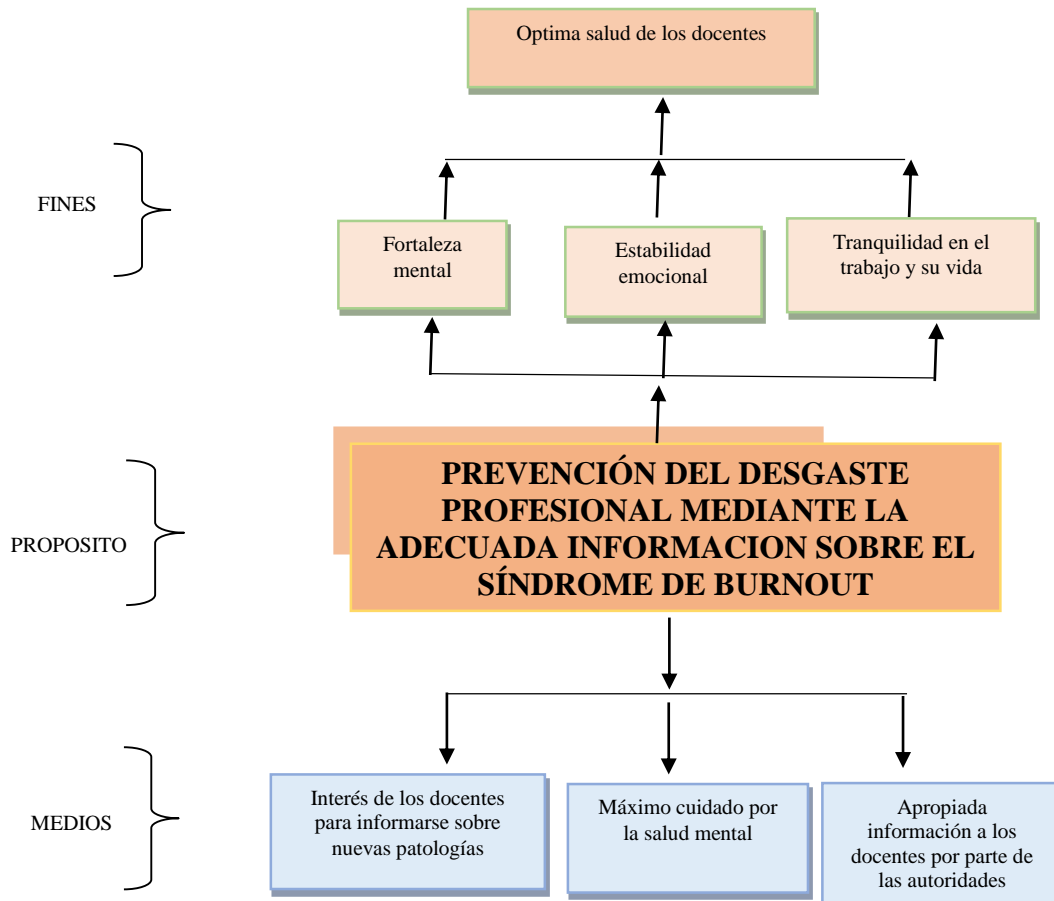 Optima salud de los docentes
FINES
Fortaleza
mental
Estabilidad
emocional
Tranquilidad en el
trabajo y su vida
PROPOSITO
PREVENCIÓN DEL DESGASTE
PROFESIONAL MEDIANTE LA
ADECUADA INFORMACION SOBRE EL
SÍNDROME DE BURNOUT
MEDIOS
Interés de los docentes
para informarse sobre
nuevas patologías
Máximo cuidado por
la salud mental
Apropiada
información a los
docentes por parte de
las autoridades